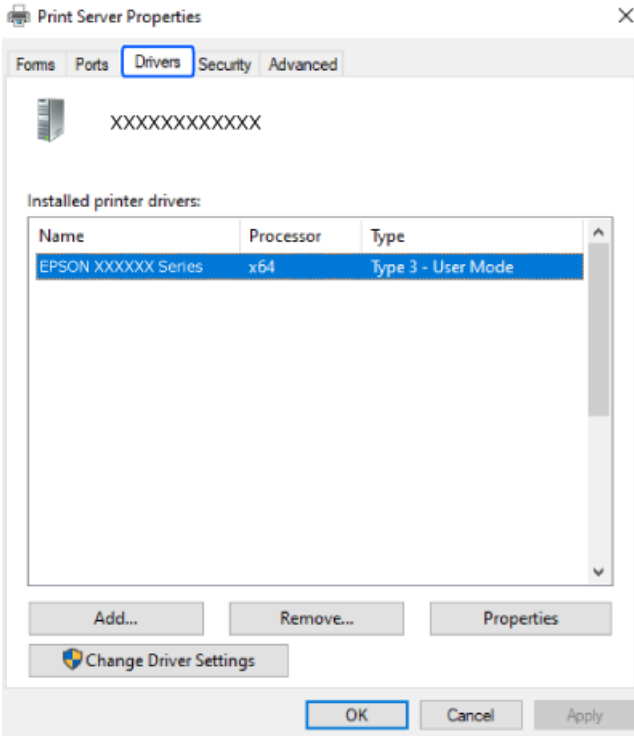 Print Server Properties
Forms Ports Drivers Security Advanced
XXXXXXXXXXXX
Installed printer drivers:
Name Processor Type
EPSON XXXXXX Series x64 Type 3 - User Mode
Add... Remove... Properties
Change Driver Settings
OK Cancel Apply